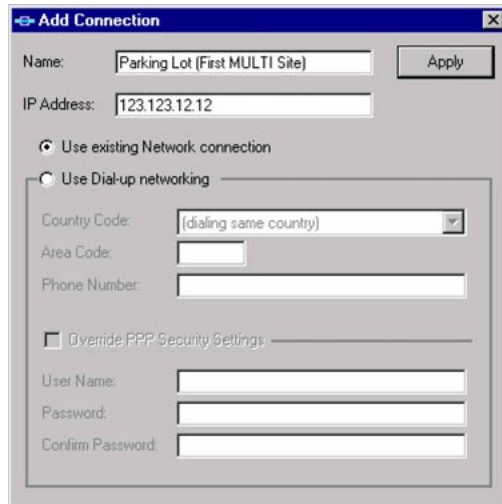 Add Connection
Name: Parking Lot (First MULTI Site) Apply
IP Address: 123.123.12.12
Use existing Network connection
Use Dial-up networking
Country Code: (dialing same country)
Area Code:
Phone Number:
Override PPP Security Settings
User Name:
Password:
Confirm Password: